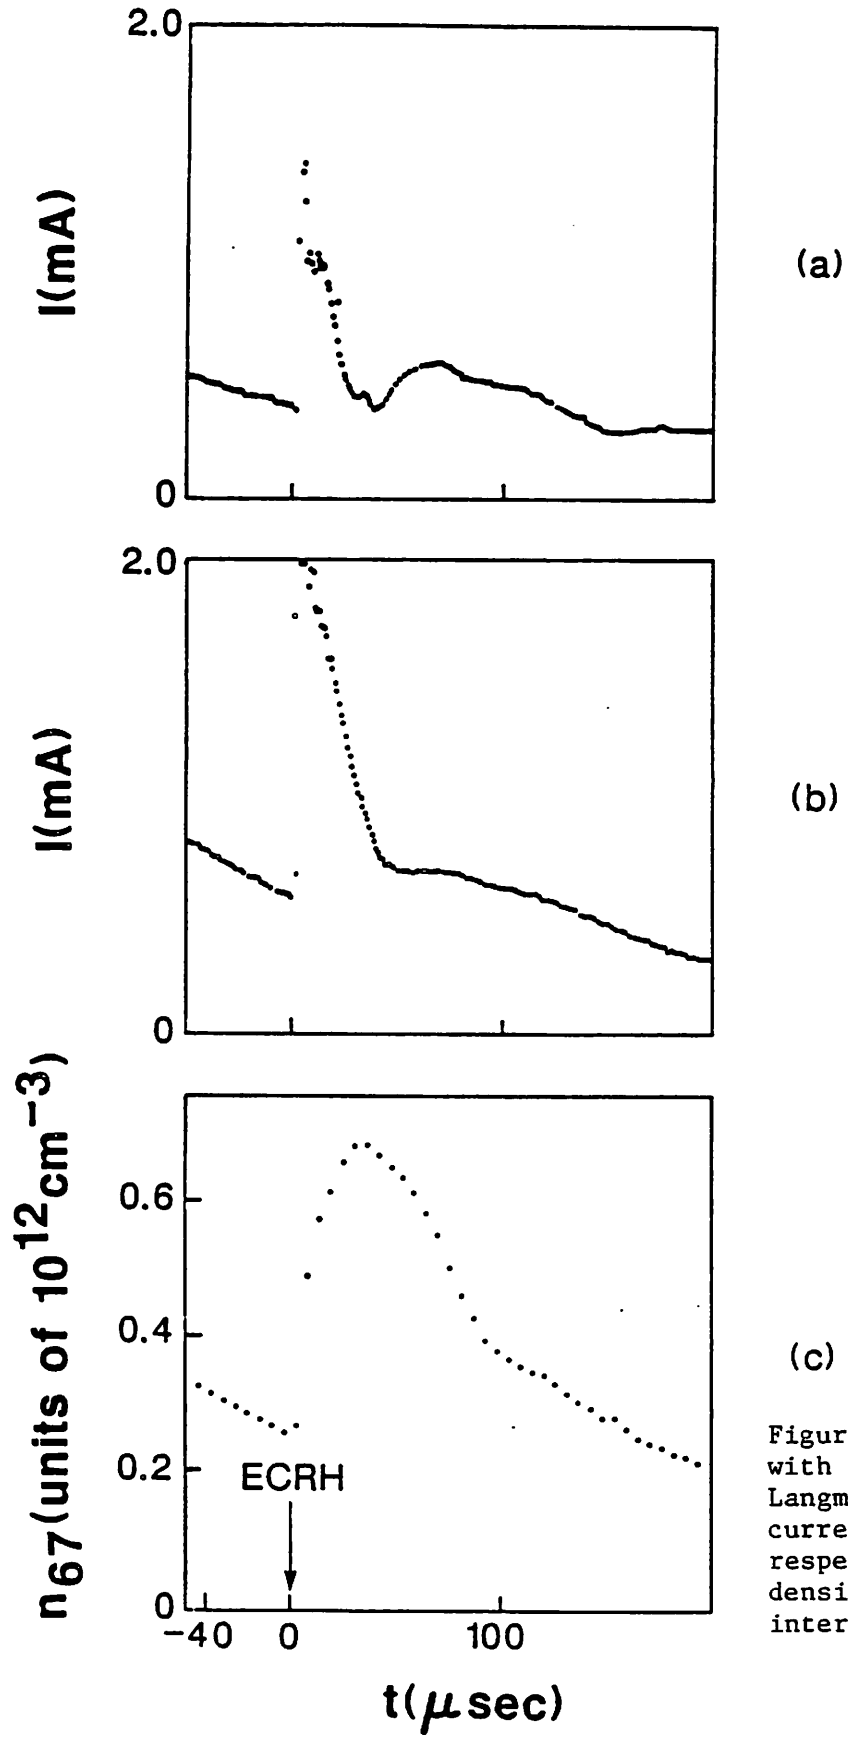 2.0
I(mA)
(a)
0
2.0
I(mA)
(b)
0
n67(units of 10^12cm^-3)
0.6
0.4
(c)
0.2
ECRH
0
-40 0 100
t(μsec)
Figur
with
Langm
curre
respe
densi
inter